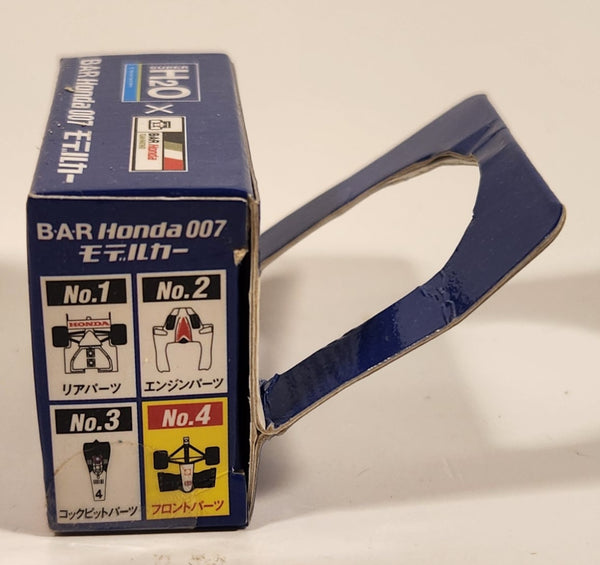 SUPER
H2O
×
B·A·R Honda
B·A·R Honda 007 モデルカー
B·A·R Honda 007
モデルカー
No.1
HONDA
リアパーツ
No.2
エンジンパーツ
No.3
4
コックピットパーツ
No.4
フロントパーツ